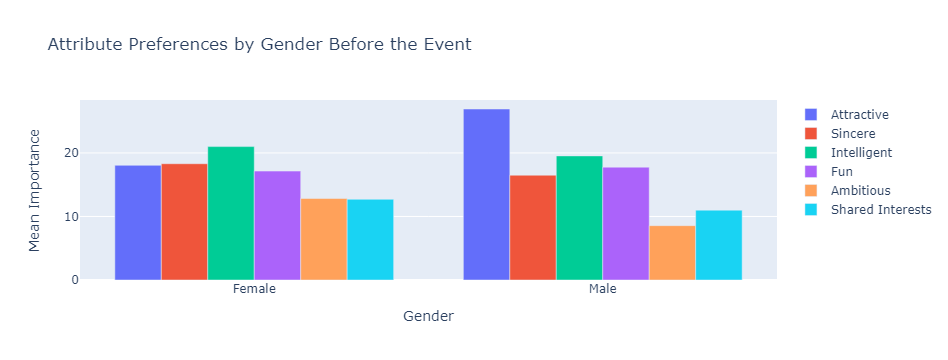 Attribute Preferences by Gender Before the Event
Mean Importance
20
10
0
Female
Male
Gender
Attractive
Sincere
Intelligent
Fun
Ambitious
Shared Interests